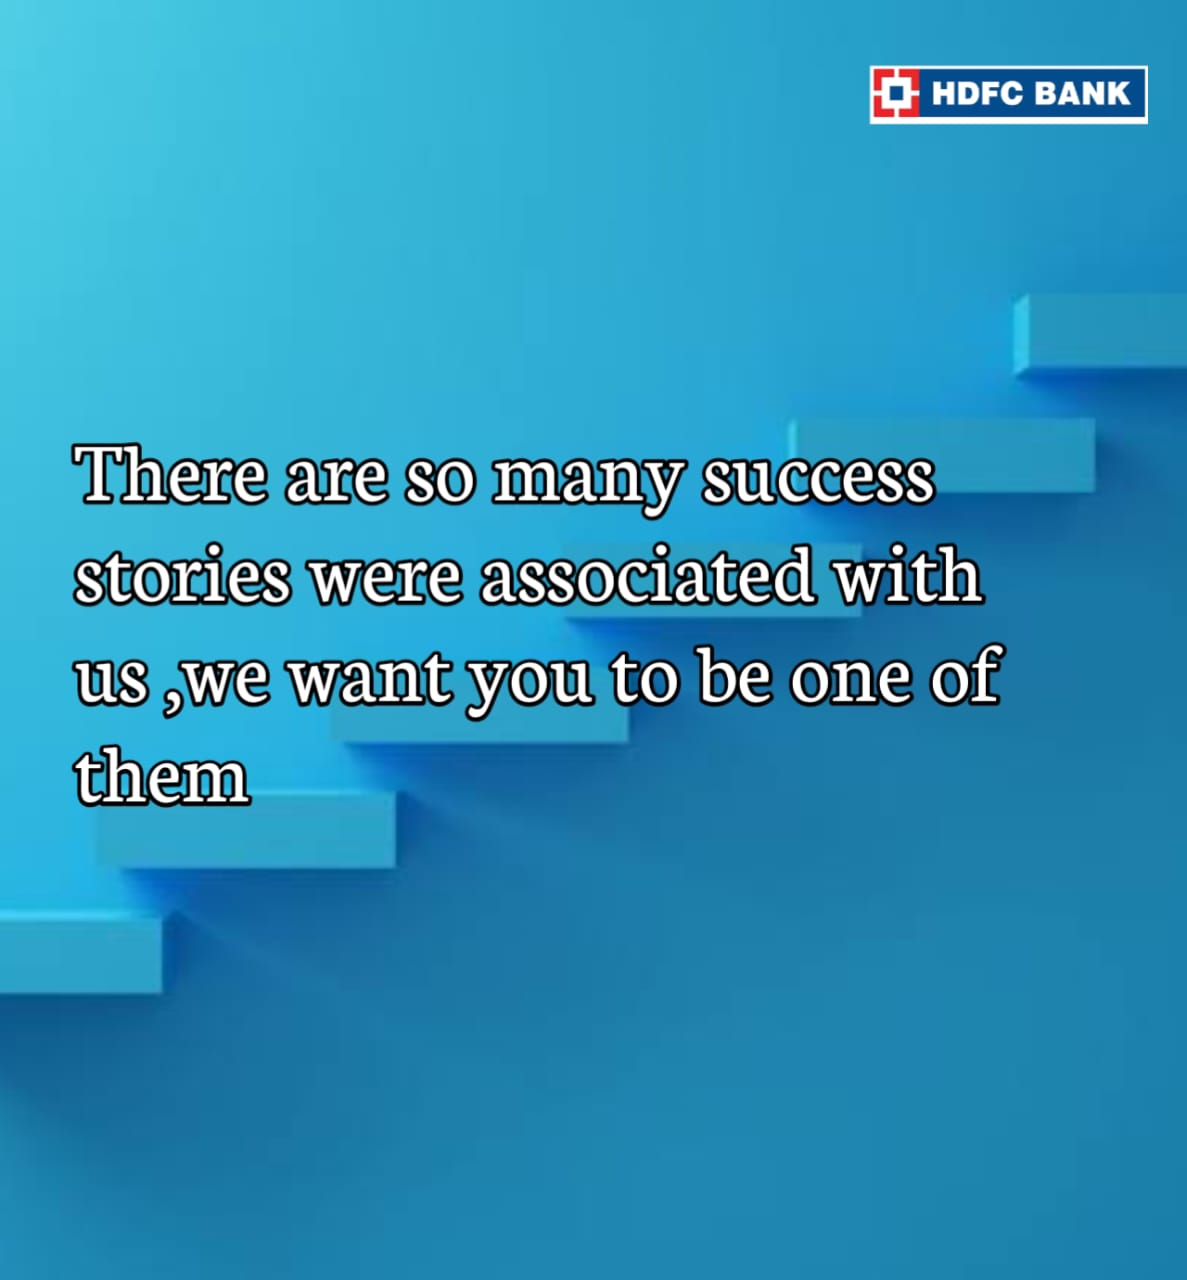 HDFC BANK
There are so many success
stories were associated with
us ,we want you to be one of
them